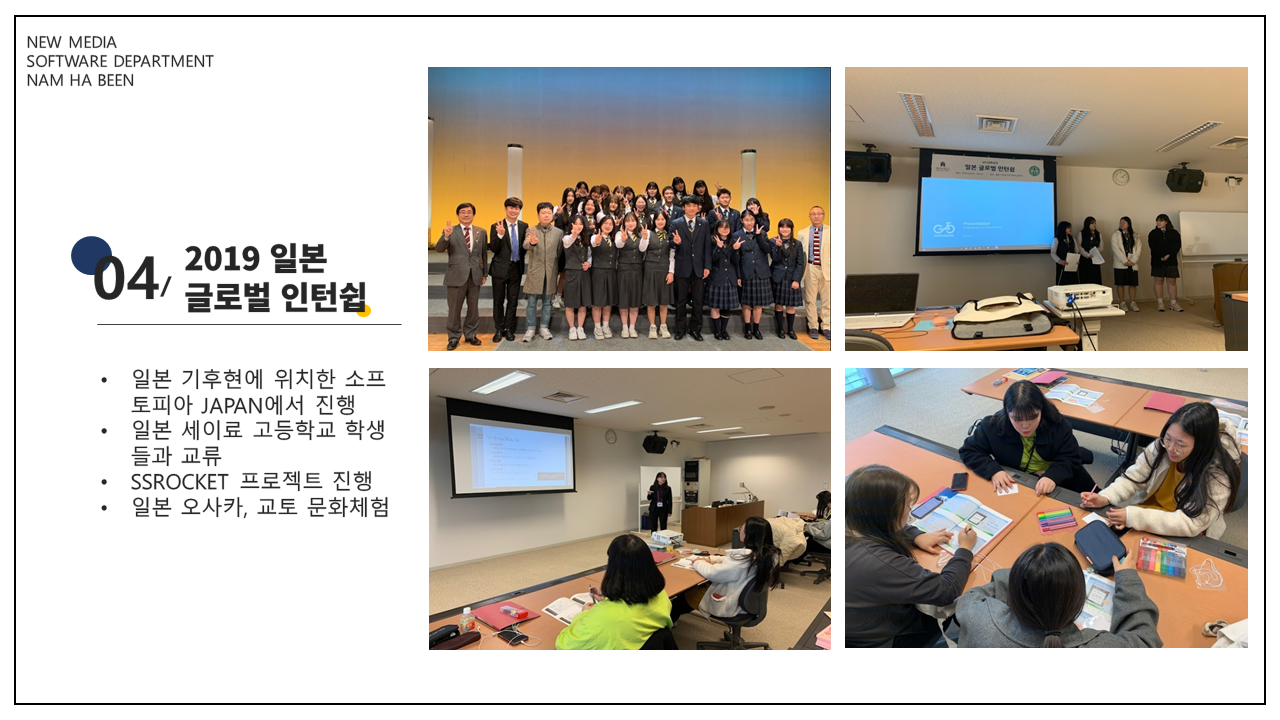 NEW MEDIA
SOFTWARE DEPARTMENT
NAM HA BEEN
04/
2019 일본
글로벌 인턴쉽
• 일본 기후현에 위치한 소프
토피아 JAPAN에서 진행
• 일본 세이료 고등학교 학생
들과 교류
• SSROCKET 프로젝트 진행
• 일본 오사카, 교토 문화체험
일본 글로벌 인턴쉽
Presentation